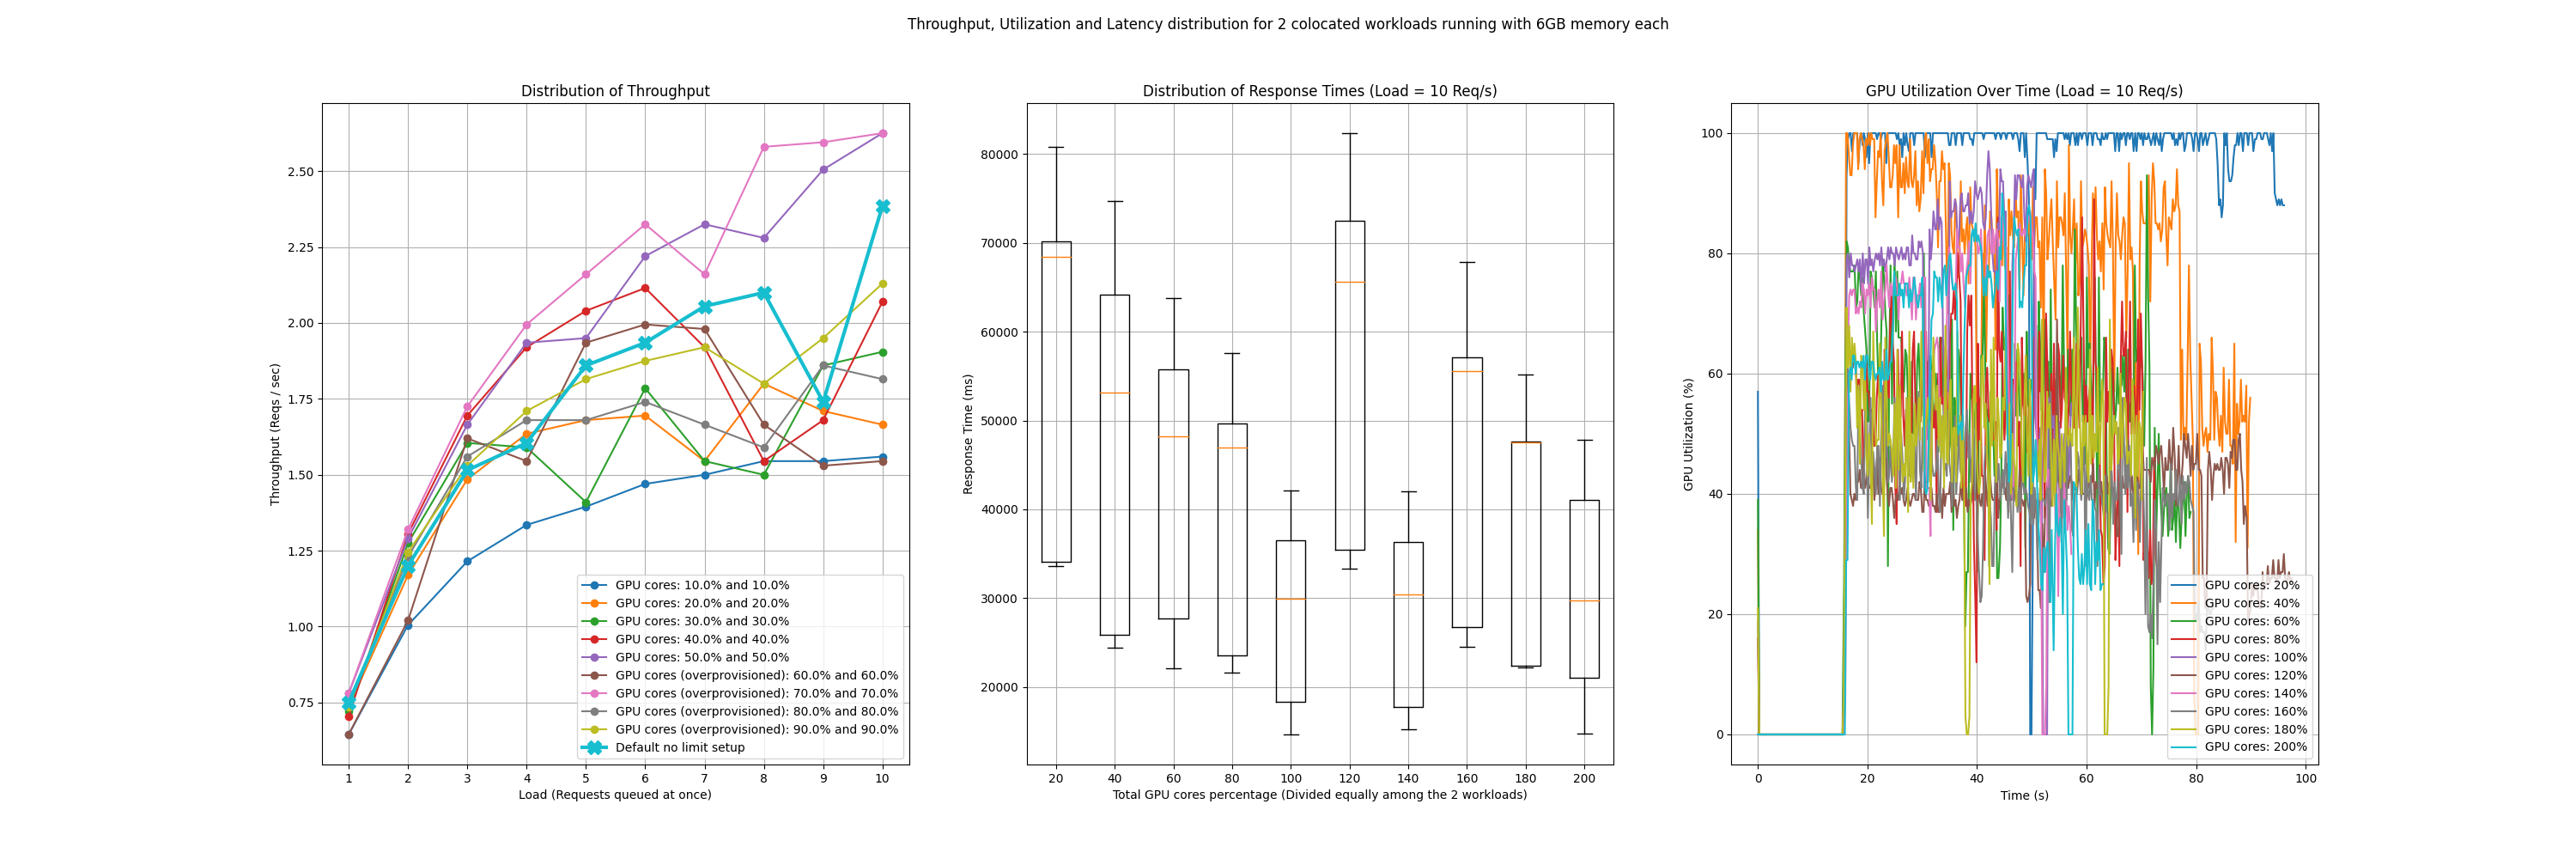 Throughput, Utilization and Latency distribution for 2 colocated workloads running with 6GB memory each
Distribution of Throughput
Throughput (Reqs / sec)
2.50
2.25
2.00
1.75
1.50
1.25
1.00
0.75
1 2 3 4 5 6 7 8 9 10
Load (Requests queued at once)
GPU cores: 10.0% and 10.0%
GPU cores: 20.0% and 20.0%
GPU cores: 30.0% and 30.0%
GPU cores: 40.0% and 40.0%
GPU cores: 50.0% and 50.0%
GPU cores (overprovisioned): 60.0% and 60.0%
GPU cores (overprovisioned): 70.0% and 70.0%
GPU cores (overprovisioned): 80.0% and 80.0%
GPU cores (overprovisioned): 90.0% and 90.0%
Default no limit setup
Distribution of Response Times (Load = 10 Req/s)
Response Time (ms)
80000
70000
60000
50000
40000
30000
20000
20 40 60 80 100 120 140 160 180 200
Total GPU cores percentage (Divided equally among the 2 workloads)
GPU Utilization Over Time (Load = 10 Req/s)
GPU Utilization (%)
100
80
60
40
20
0
0 20 40 60 80 100
Time (s)
GPU cores: 20%
GPU cores: 40%
GPU cores: 60%
GPU cores: 80%
GPU cores: 100%
GPU cores: 120%
GPU cores: 140%
GPU cores: 160%
GPU cores: 180%
GPU cores: 200%